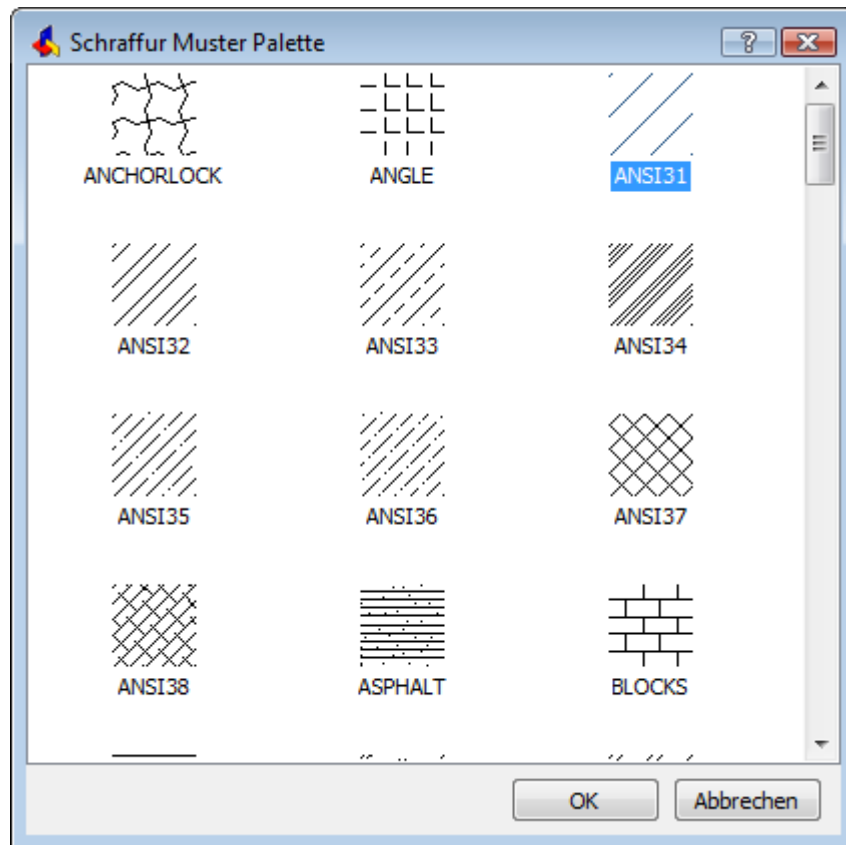 Schraffur Muster Palette
ANCHORLOCK ANGLE ANSI31
ANSI32 ANSI33 ANSI34
ANSI35 ANSI36 ANSI37
ANSI38 ASPHALT BLOCKS
OK Abbrechen